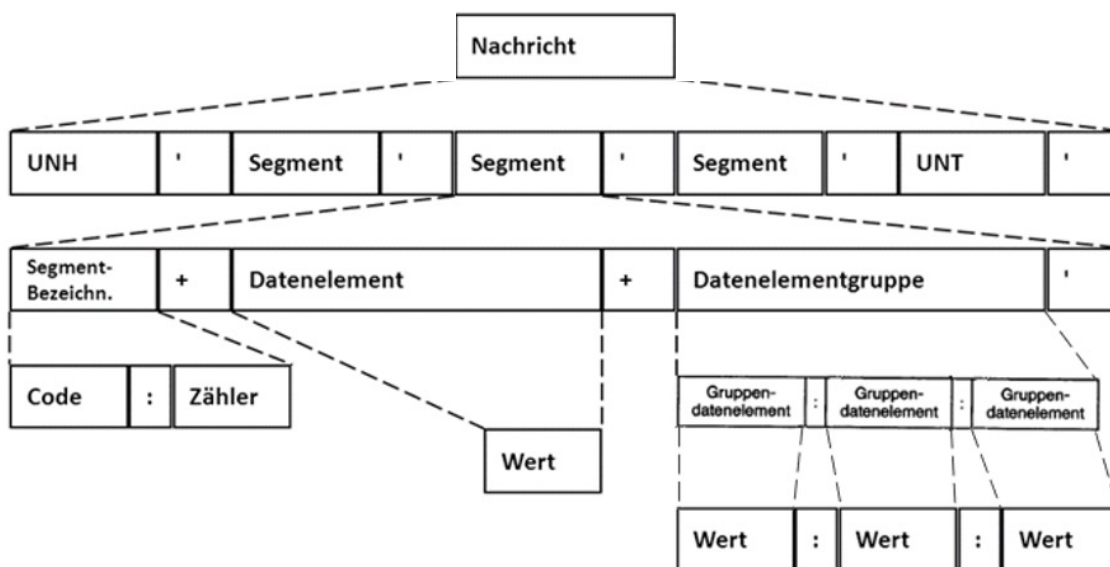 Nachricht
UNH ' Segment ' Segment ' Segment ' UNT '
Segment-
Bezeichn. + Datenelement + Datenelementgruppe '
Code : Zähler
Gruppen-
datenelement : Gruppen-
datenelement : Gruppen-
datenelement
Wert
Wert : Wert : Wert